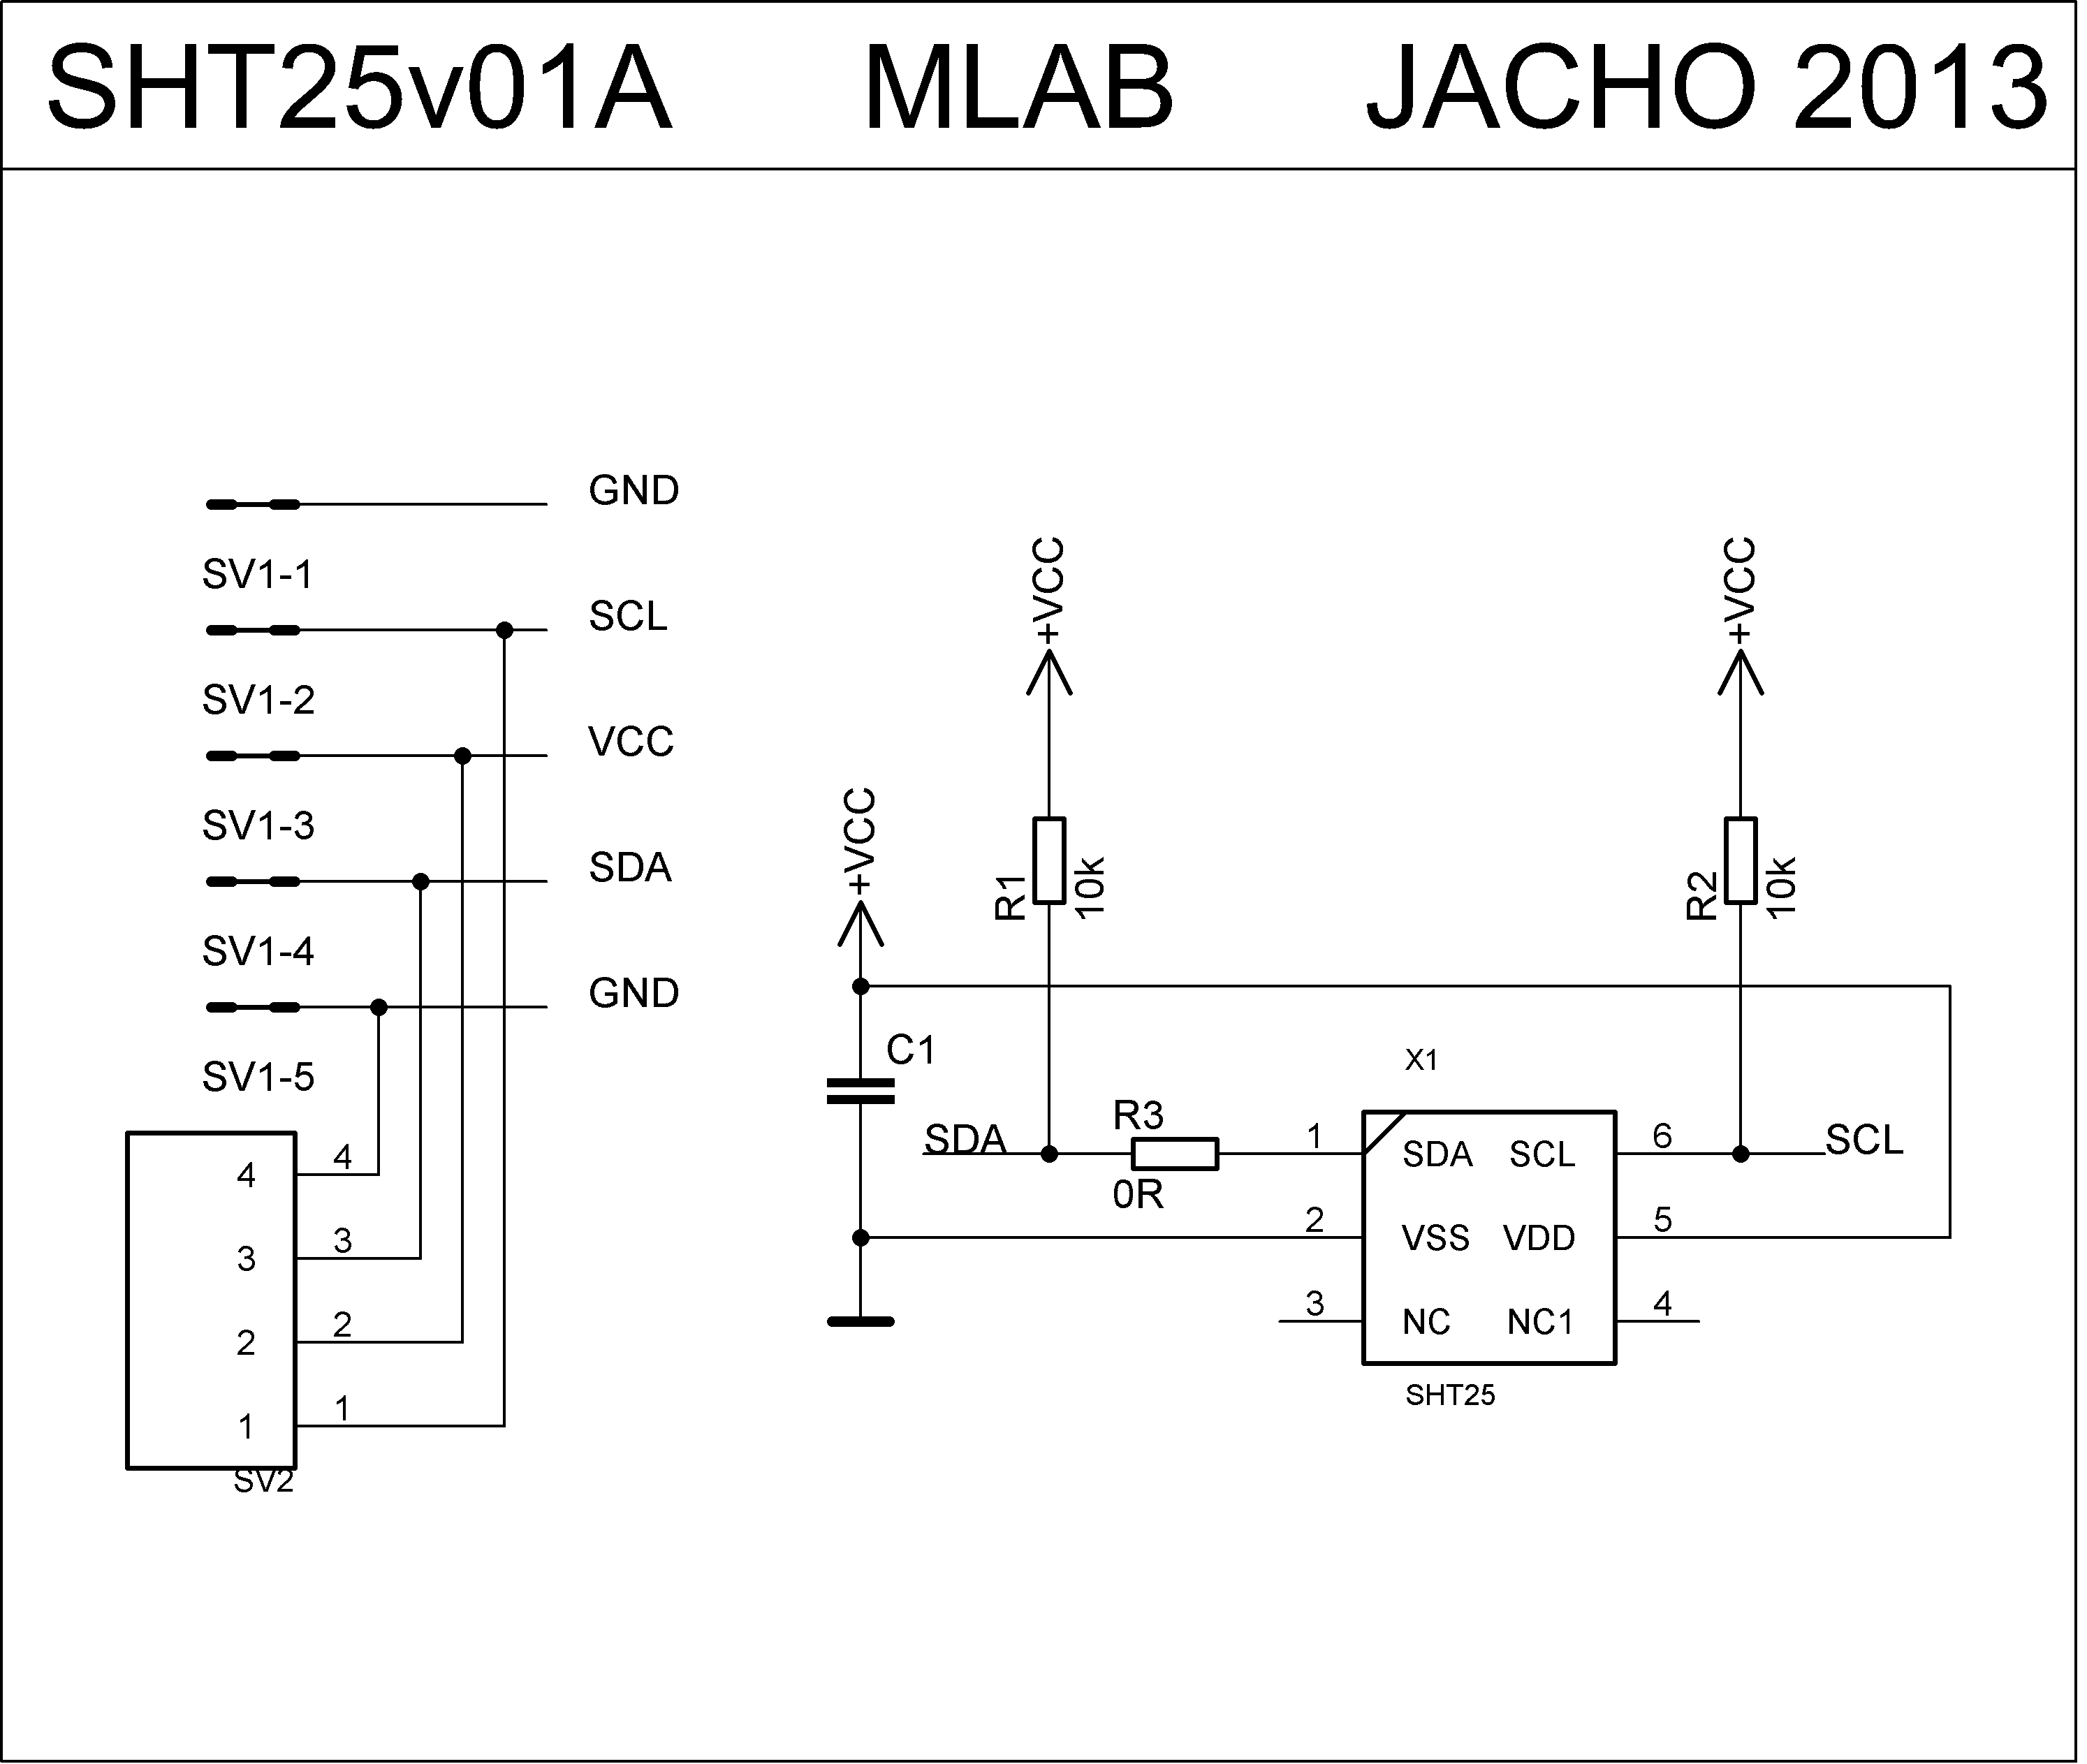 SHT25v01A MLAB JACHO 2013
GND
SV1-1
SCL
SV1-2
VCC
SV1-3
SDA
SV1-4
GND
SV1-5
4 4
3 3
2 2
1 1
SV2
+VCC
+VCC
+VCC
R1 10k
R2 10k
C1
X1
SDA
R3
0R
1 SDA SCL 6
SCL
2 VSS VDD 5
3 NC NC1 4
SHT25